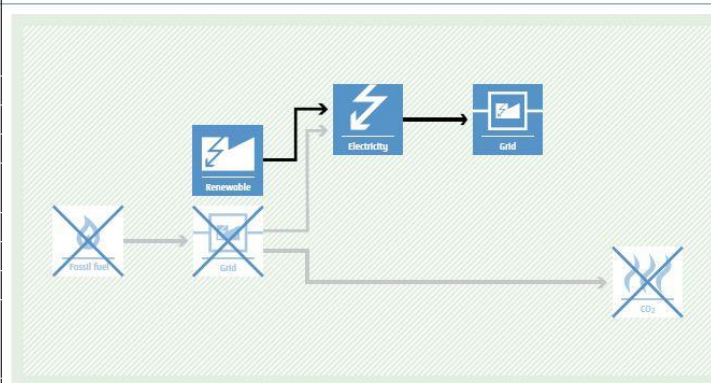 Electricity
Grid
Renewable
Fossil fuel
Grid
CO₂